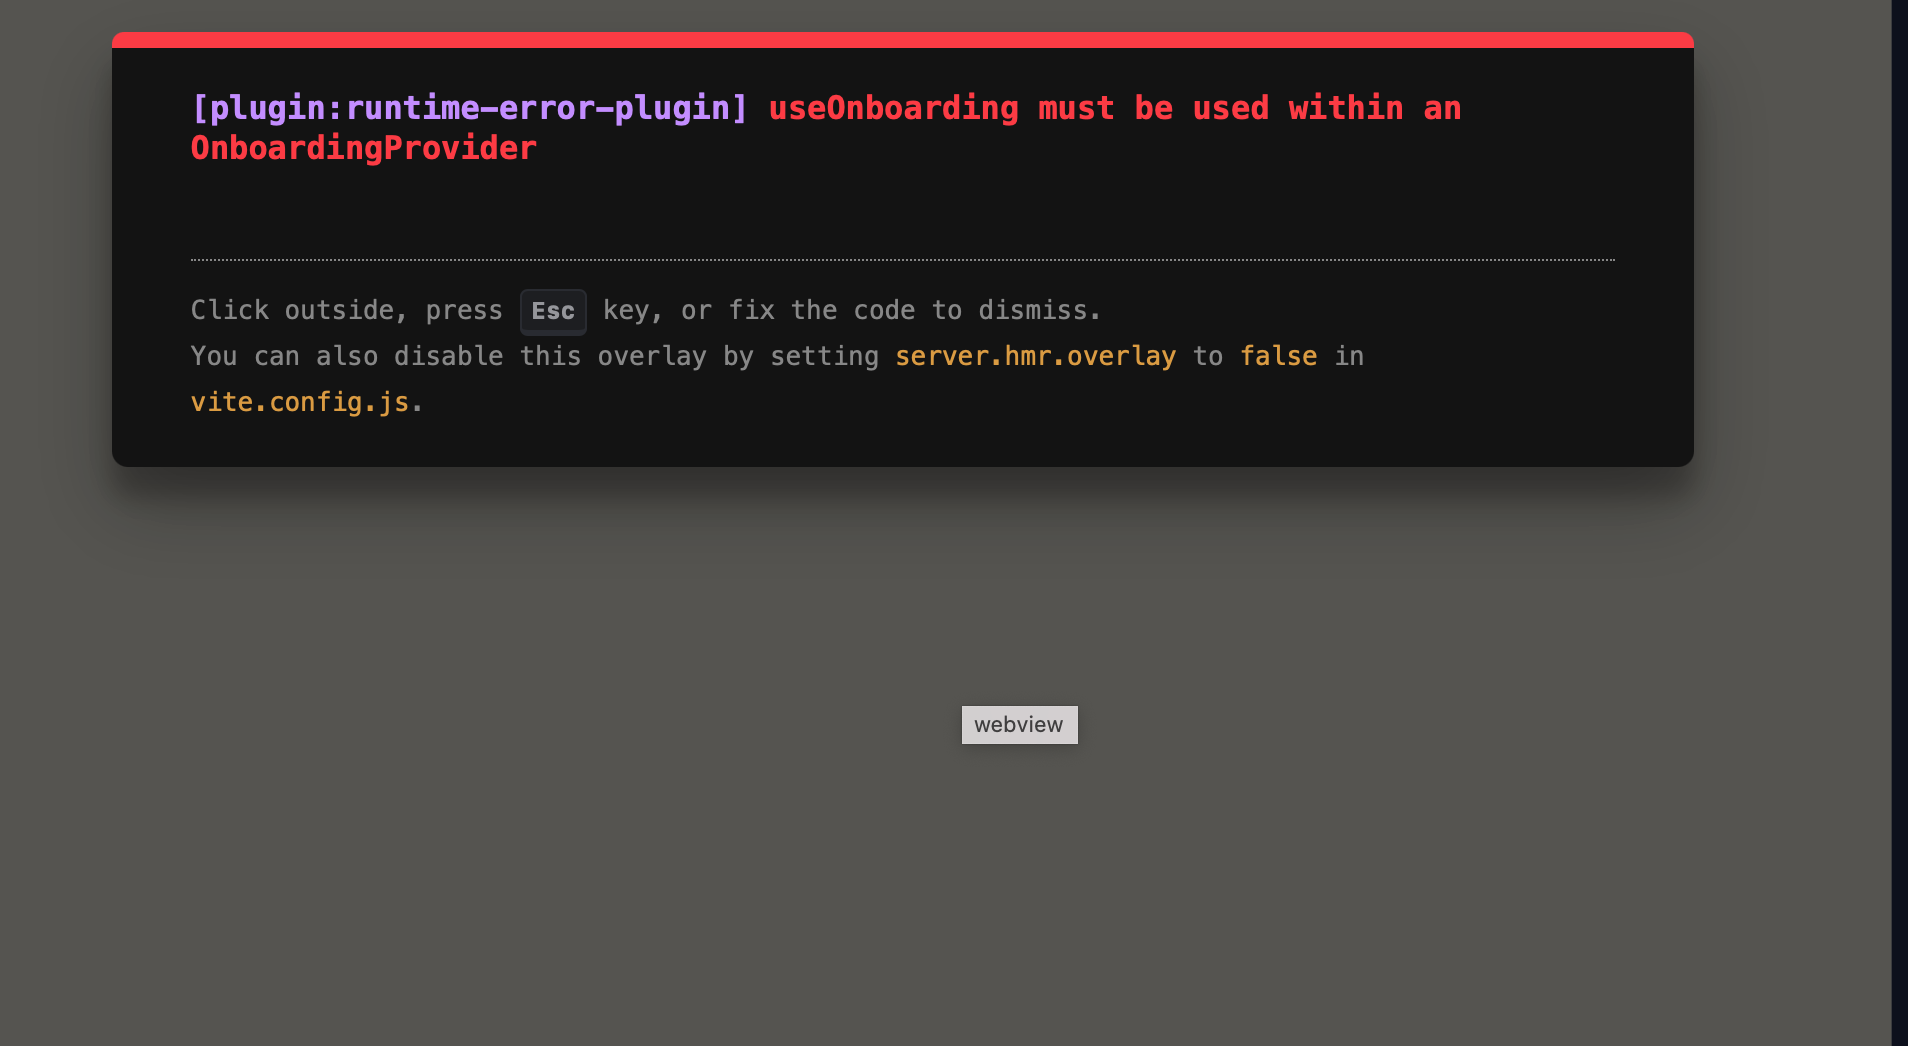 [plugin:runtime-error-plugin] useOnboarding must be used within an
OnboardingProvider
Click outside, press Esc key, or fix the code to dismiss.
You can also disable this overlay by setting server.hmr.overlay to false in
vite.config.js.
webview